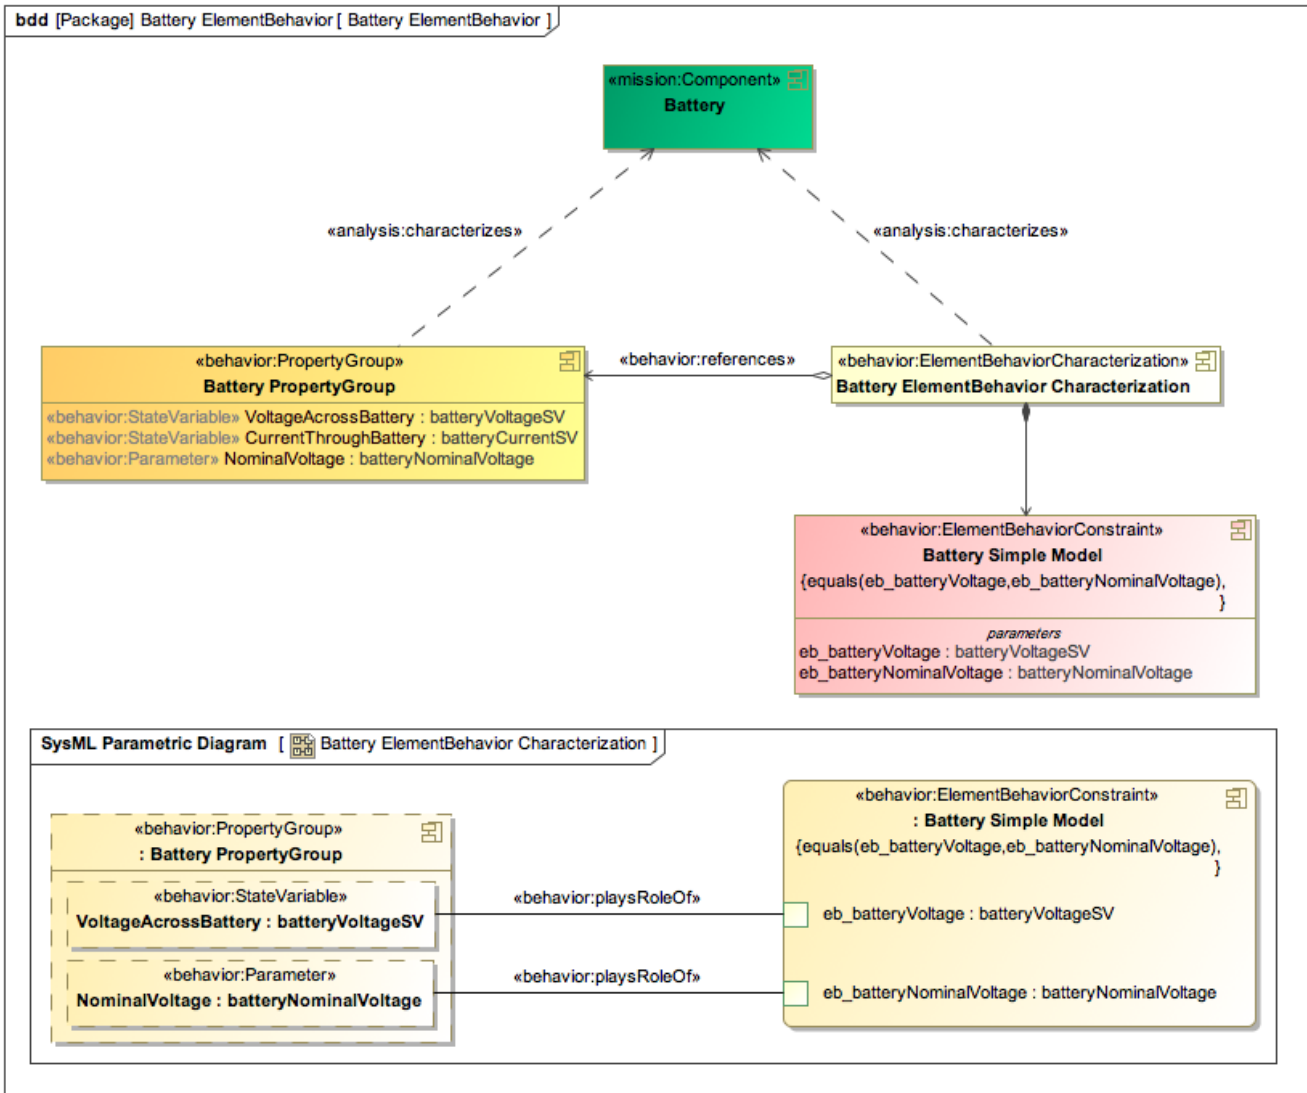 bdd [Package] Battery ElementBehavior [ Battery ElementBehavior ]
«mission:Component»
Battery
«analysis:characterizes»
«analysis:characterizes»
«behavior:PropertyGroup»
Battery PropertyGroup
«behavior:StateVariable» VoltageAcrossBattery : batteryVoltageSV
«behavior:StateVariable» CurrentThroughBattery : batteryCurrentSV
«behavior:Parameter» NominalVoltage : batteryNominalVoltage
«behavior:references»
«behavior:ElementBehaviorCharacterization»
Battery ElementBehavior Characterization
«behavior:ElementBehaviorConstraint»
Battery Simple Model
{equals(eb_batteryVoltage,eb_batteryNominalVoltage),
}
parameters
eb_batteryVoltage : batteryVoltageSV
eb_batteryNominalVoltage : batteryNominalVoltage
SysML Parametric Diagram [ Battery ElementBehavior Characterization ]
«behavior:PropertyGroup»
: Battery PropertyGroup
«behavior:StateVariable»
VoltageAcrossBattery : batteryVoltageSV
«behavior:Parameter»
NominalVoltage : batteryNominalVoltage
«behavior:playsRoleOf»
«behavior:playsRoleOf»
«behavior:ElementBehaviorConstraint»
: Battery Simple Model
{equals(eb_batteryVoltage,eb_batteryNominalVoltage),
}
eb_batteryVoltage : batteryVoltageSV
eb_batteryNominalVoltage : batteryNominalVoltage